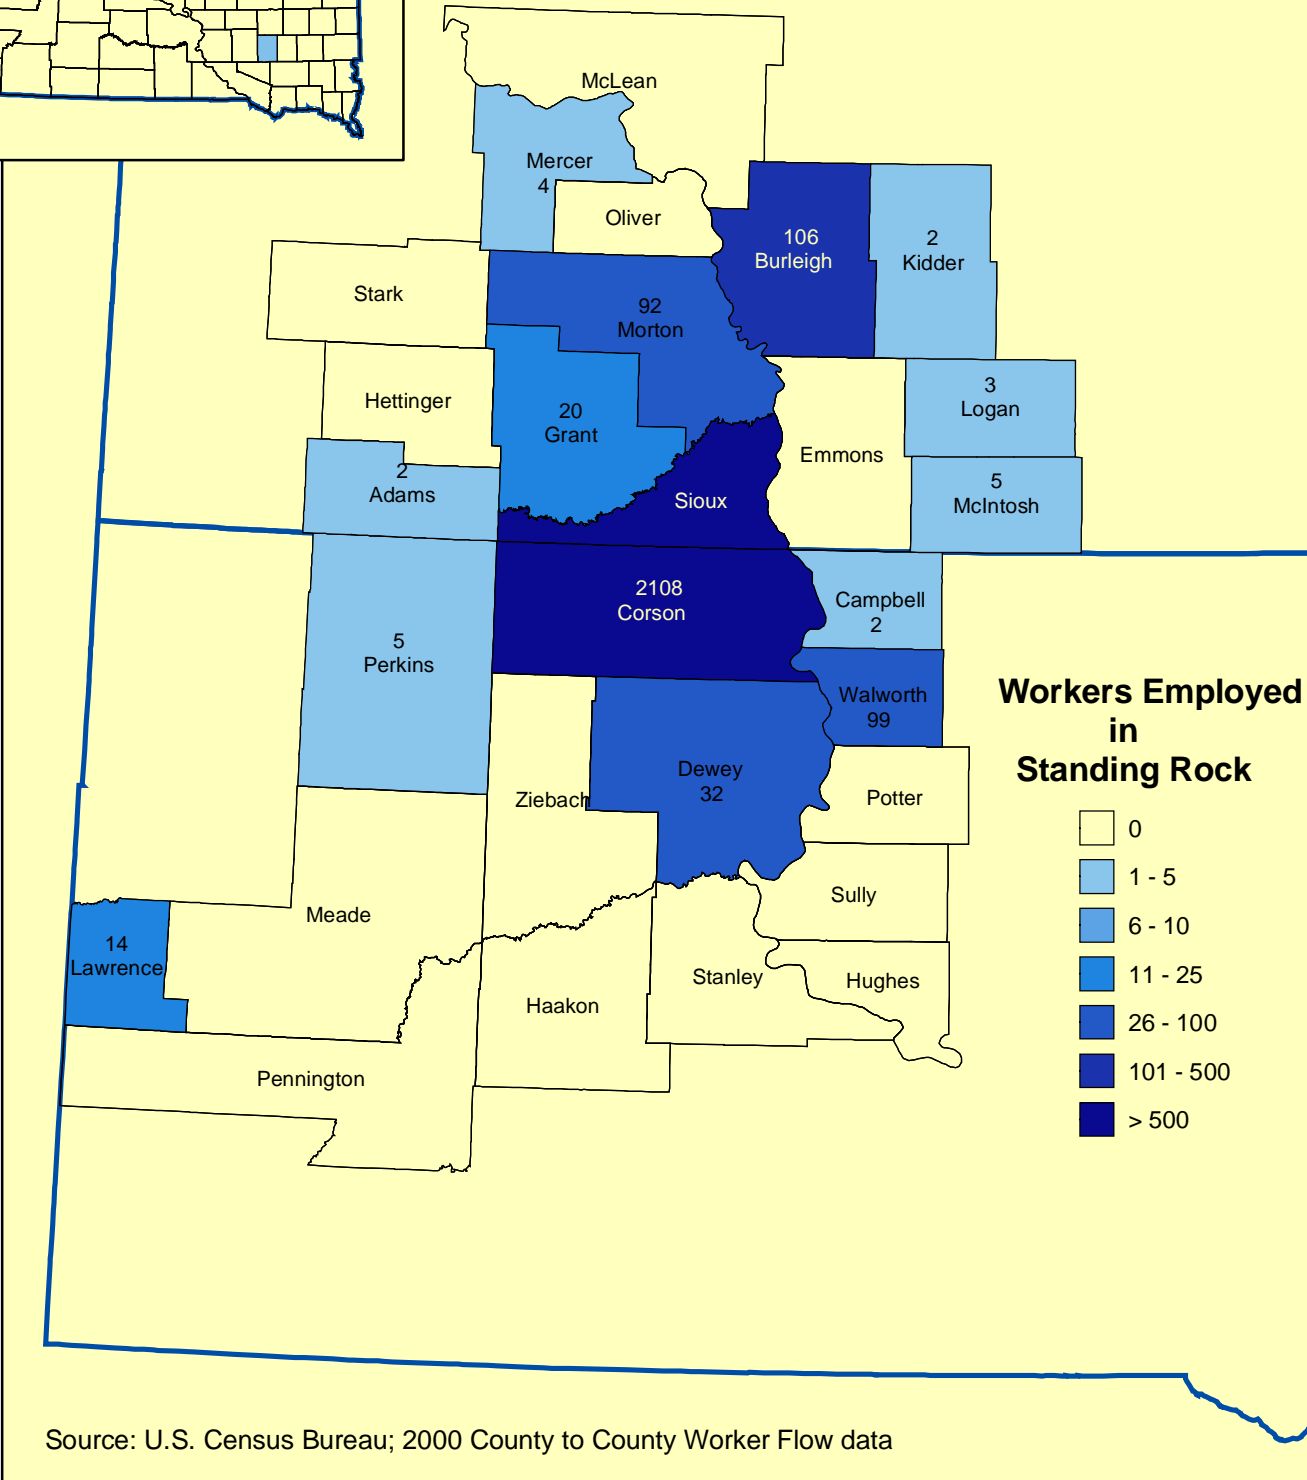 McLean
Mercer
4
Oliver
106
Burleigh
2
Kidder
Stark
92
Morton
Hettinger
20
Grant
3
Logan
Emmons
2
Adams
5
McIntosh
Sioux
2108
Corson
Campbell
2
5
Perkins
Walworth
99
Dewey
32
Ziebach
Potter
Sully
Meade
14
Lawrence
Stanley
Hughes
Haakon
Pennington
Workers Employed
in
Standing Rock
0
1 - 5
6 - 10
11 - 25
26 - 100
101 - 500
> 500
Source: U.S. Census Bureau; 2000 County to County Worker Flow data